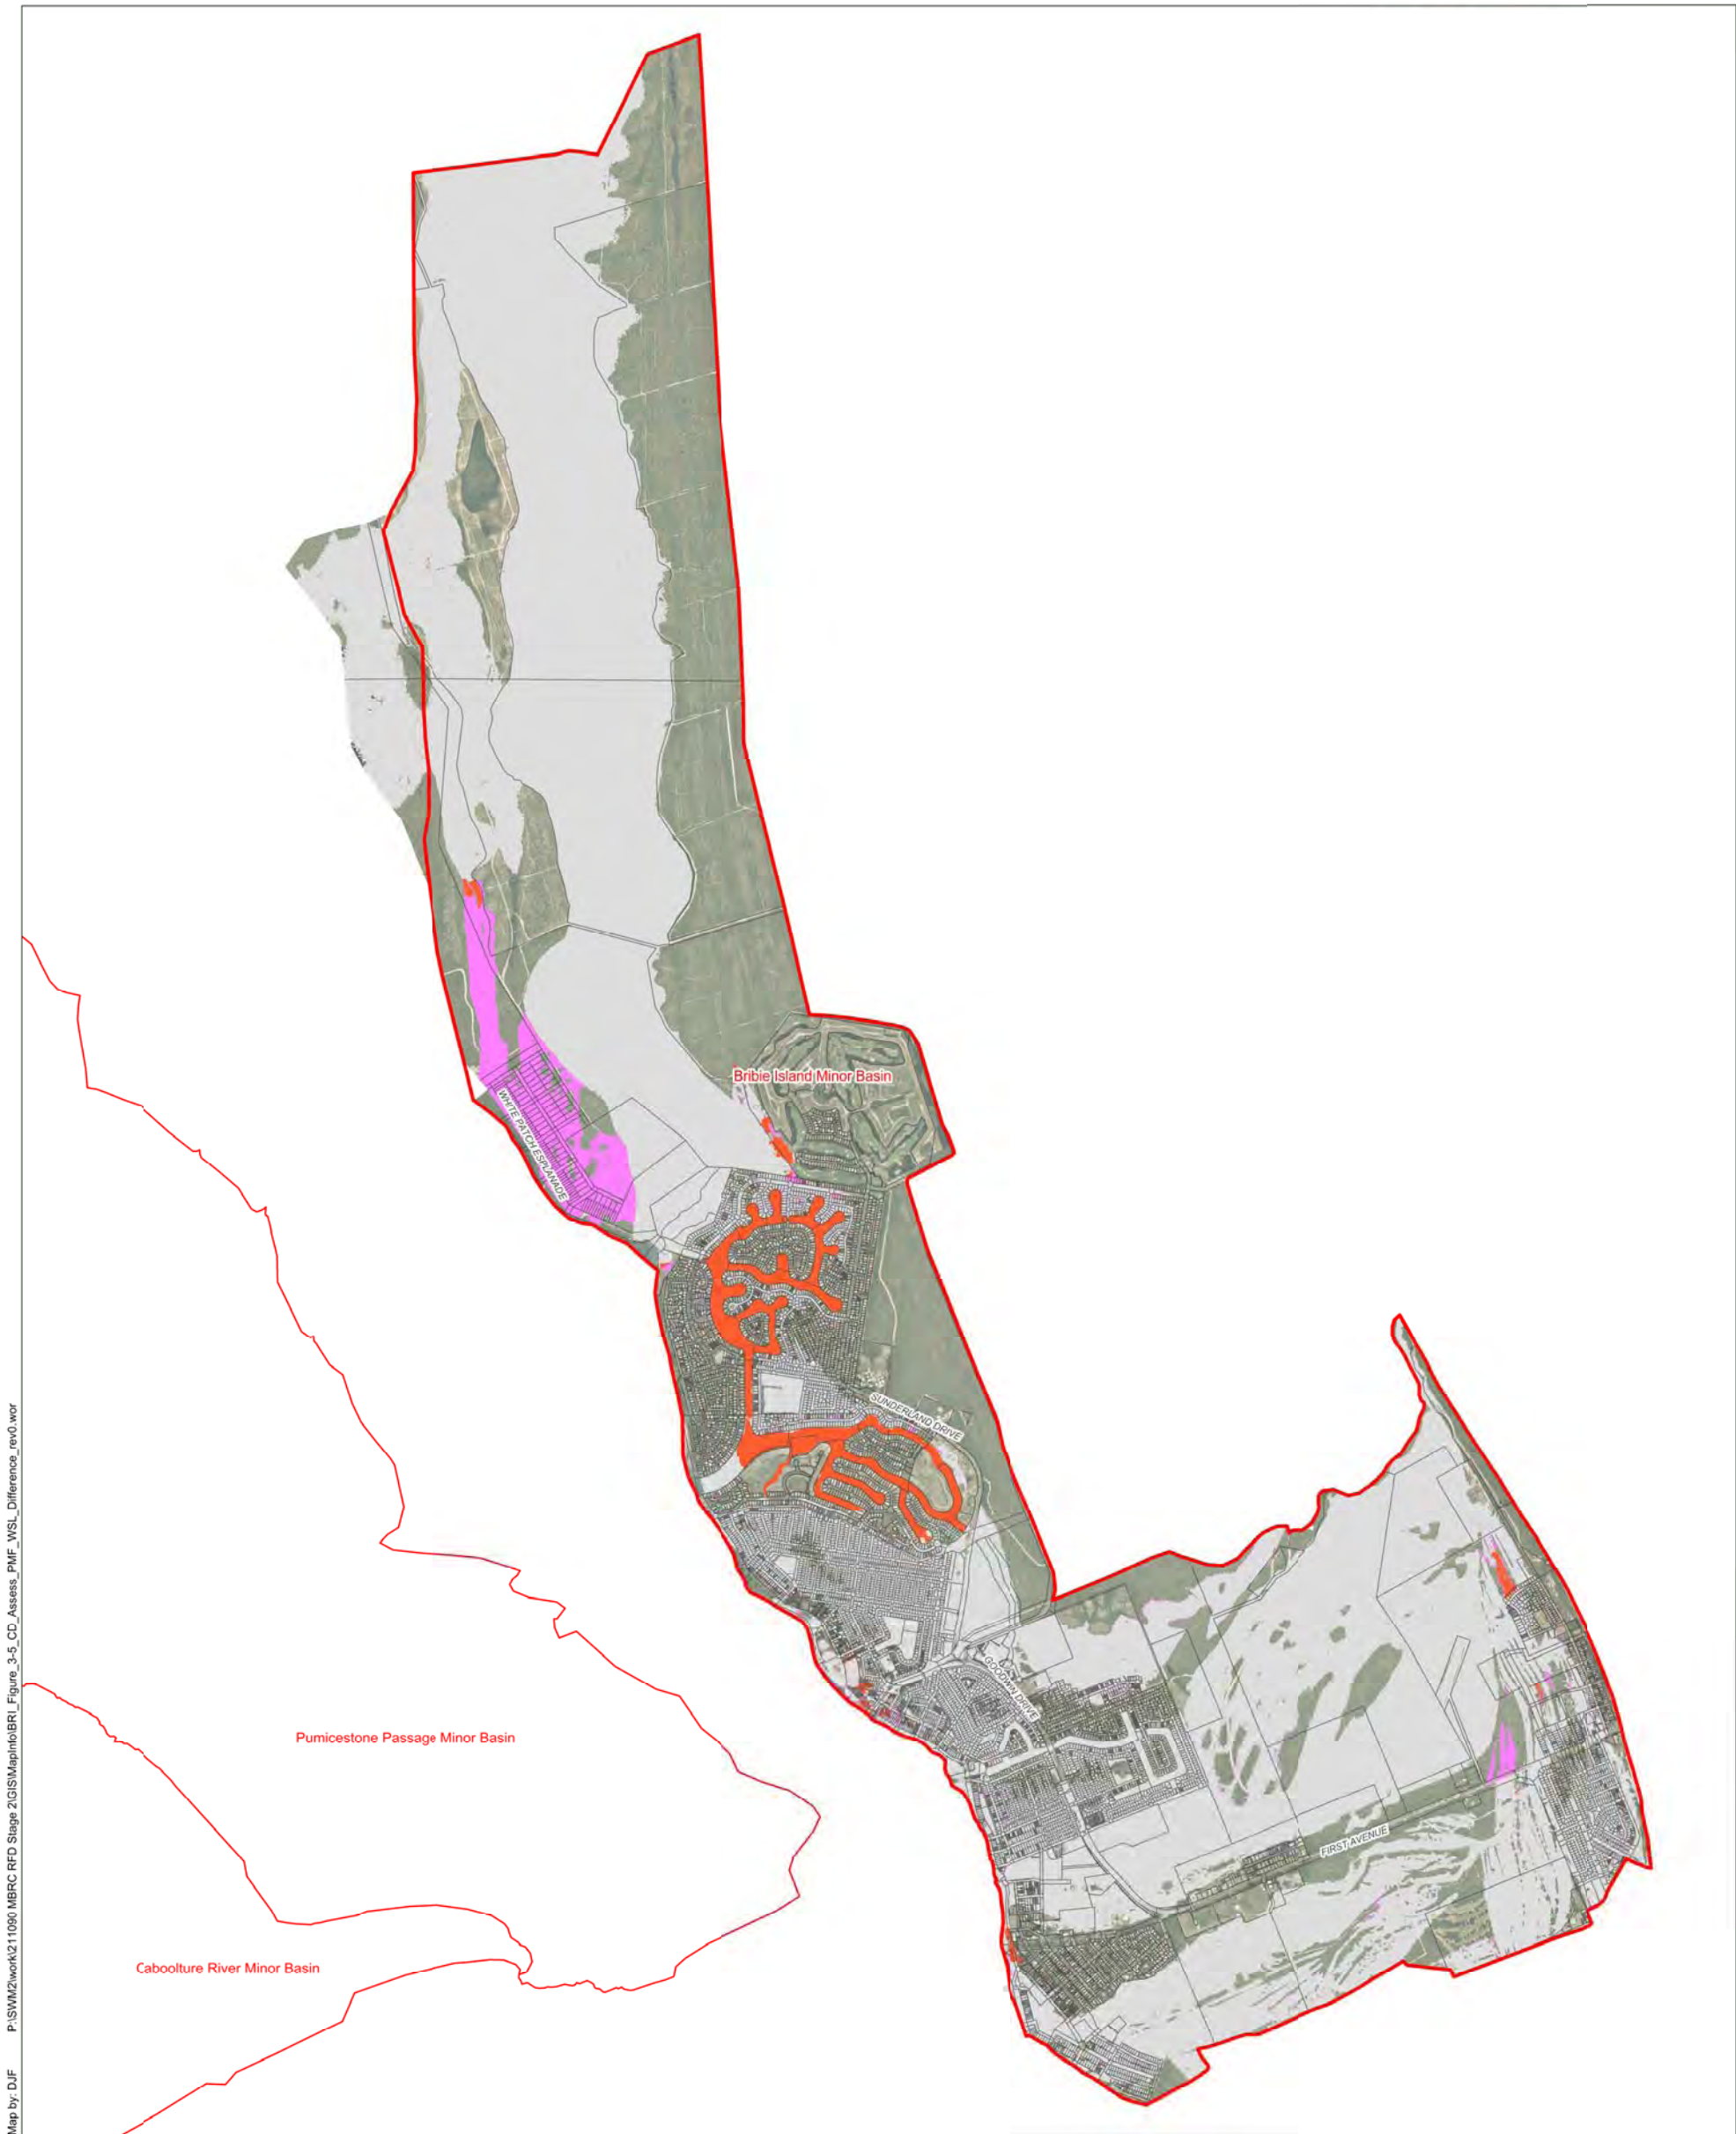 Bribie Island Minor Basin
WHITE PATCH ESPLANADE
SUNDERLAND DRIVE
GOODWIN DRIVE
FIRST AVENUE
Pumicestone Passage Minor Basin
Caboolture River Minor Basin
Map by: DJF P:\SWM2\work\211090 MBRC RFD Stage 2\GIS\MapInfo\BRI_Figure_3-5_CD_Assess_PMF_WSL_Difference_rev0.wor